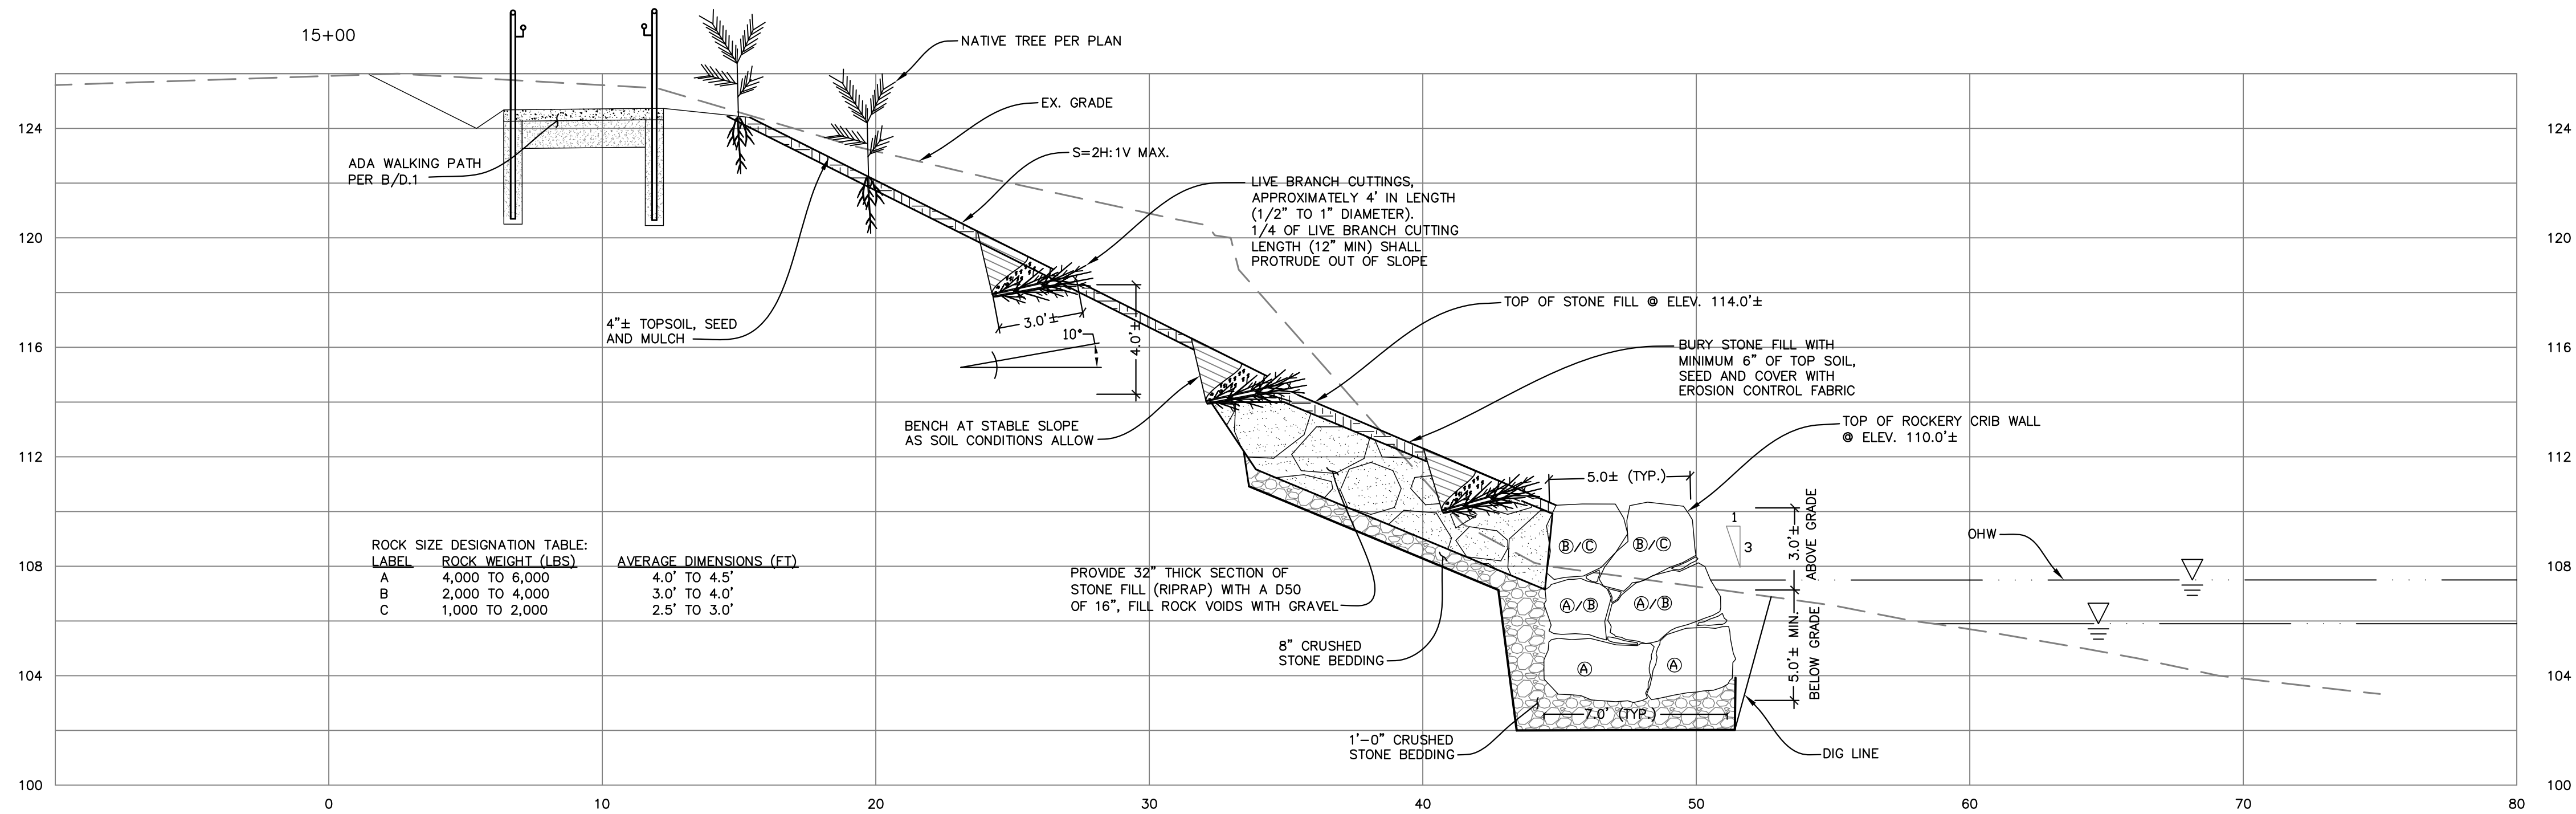 15+00
NATIVE TREE PER PLAN
EX. GRADE
124
124
S=2H:1V MAX.
ADA WALKING PATH
PER B/D.1
LIVE BRANCH CUTTINGS,
APPROXIMATELY 4' IN LENGTH
(1/2" TO 1" DIAMETER).
1/4 OF LIVE BRANCH CUTTING
LENGTH (12" MIN) SHALL
PROTRUDE OUT OF SLOPE
120
120
TOP OF STONE FILL @ ELEV. 114.0'±
4"± TOPSOIL, SEED
AND MULCH
3.0'±
10°
4.0'±
116
116
BURY STONE FILL WITH
MINIMUM 6" OF TOP SOIL,
SEED AND COVER WITH
EROSION CONTROL FABRIC
BENCH AT STABLE SLOPE
AS SOIL CONDITIONS ALLOW
TOP OF ROCKERY CRIB WALL
@ ELEV. 110.0'±
112
112
5.0± (TYP.)
1
3
3.0'±
ABOVE GRADE
OHW
B/C
B/C
ROCK SIZE DESIGNATION TABLE:
LABEL ROCK WEIGHT (LBS) AVERAGE DIMENSIONS (FT)
A 4,000 TO 6,000 4.0' TO 4.5'
B 2,000 TO 4,000 3.0' TO 4.0'
C 1,000 TO 2,000 2.5' TO 3.0'
108
108
PROVIDE 32" THICK SECTION OF
STONE FILL (RIPRAP) WITH A D50
OF 16", FILL ROCK VOIDS WITH GRAVEL
A/B
A/B
5.0'± MIN.
BELOW GRADE
8" CRUSHED
STONE BEDDING
A
A
104
104
7.0' (TYP.)
1'-0" CRUSHED
STONE BEDDING
DIG LINE
100
100
0 10 20 30 40 50 60 70 80